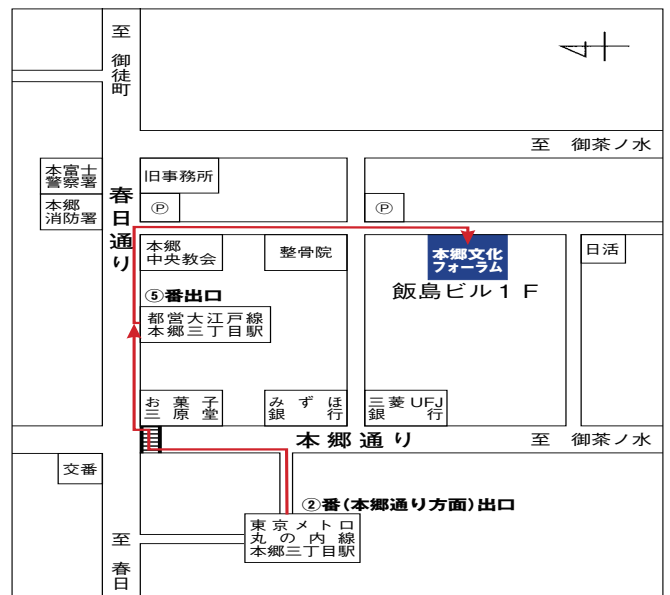 至 御徒町
至 御茶ノ水
本富士
警察署
本郷
消防署
春日通り
旧事務所
Ⓟ
Ⓟ
本郷
中央教会
整骨院
本郷文化
フォーラム
日活
飯島ビル1F
⑤番出口
都営大江戸線
本郷三丁目駅
お菓子
三原堂
みずほ
銀行
三菱UFJ
銀行
本郷通り
至 御茶ノ水
交番
②番(本郷通り方面)出口
東京メトロ
丸の内線
本郷三丁目駅
至 春日